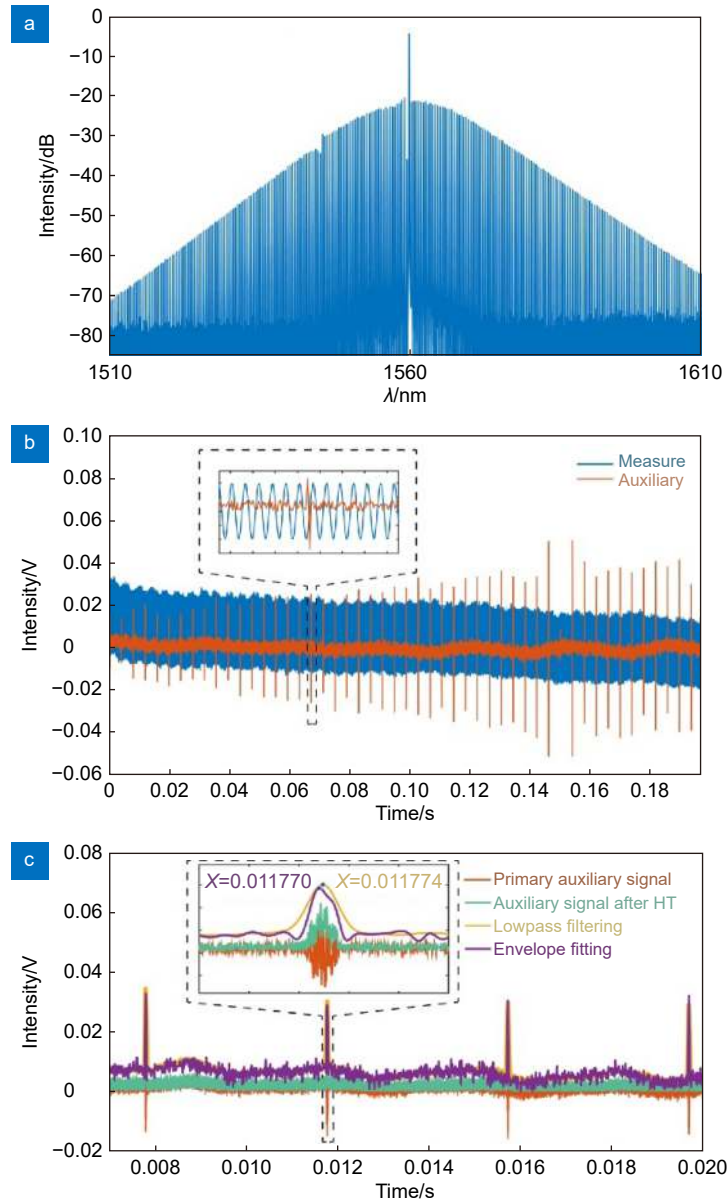 a
0
−10
−20
−30
−40
−50
−60
−70
−80
Intensity/dB
1510 1560 1610
λ/nm
b
0.10
0.08
0.06
0.04
0.02
0
−0.02
−0.04
−0.06
Intensity/V
Measure
Auxiliary
0 0.02 0.04 0.06 0.08 0.10 0.12 0.14 0.16 0.18
Time/s
c
0.08
0.06
0.04
0.02
0
−0.02
Intensity/V
X=0.011770 X=0.011774
Primary auxiliary signal
Auxiliary signal after HT
Lowpass filtering
Envelope fitting
0.008 0.010 0.012 0.014 0.016 0.018 0.020
Time/s